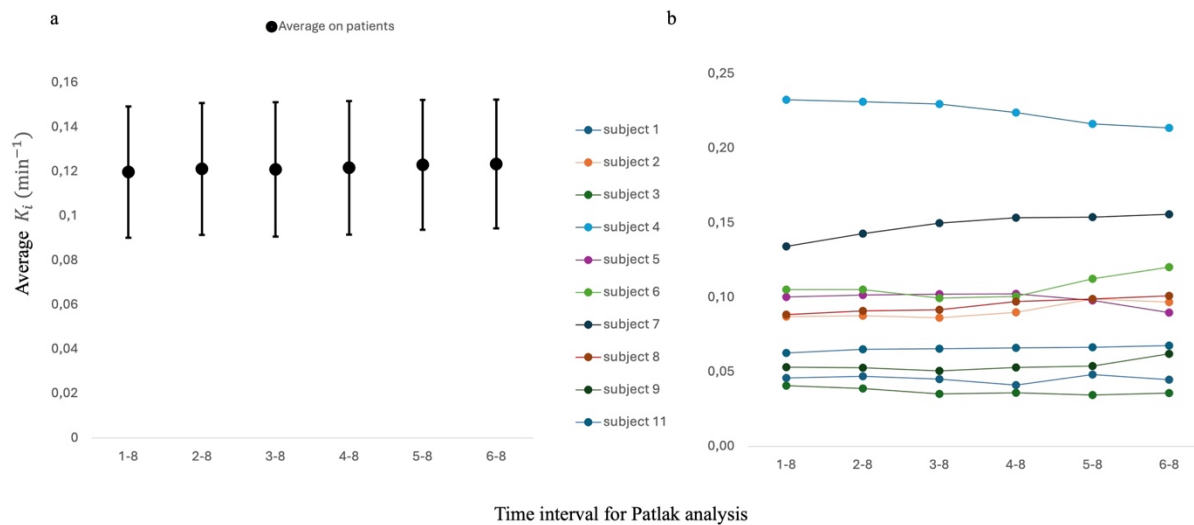 a
Average on patients
Average K_i (min⁻¹)
0,16
0,14
0,12
0,1
0,08
0,06
0,04
0,02
0
1-8 2-8 3-8 4-8 5-8 6-8
subject 1
subject 2
subject 3
subject 4
subject 5
subject 6
subject 7
subject 8
subject 9
subject 11
b
0,25
0,20
0,15
0,10
0,05
0,00
1-8 2-8 3-8 4-8 5-8 6-8
Time interval for Patlak analysis